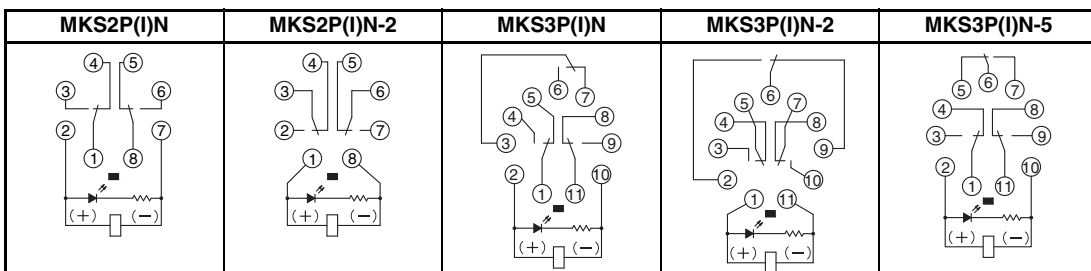 MKS2P(I)N MKS2P(I)N-2 MKS3P(I)N MKS3P(I)N-2 MKS3P(I)N-5
4 5 3 6 2 7 1 8 (+) (−)
4 5 3 6 2 7 1 8 (+) (−)
6 7 5 4 8 3 9 2 10 1 11 (+) (−)
6 5 7 4 8 3 9 2 10 1 11 (+) (−)
5 6 7 4 8 3 9 2 10 1 11 (+) (−)